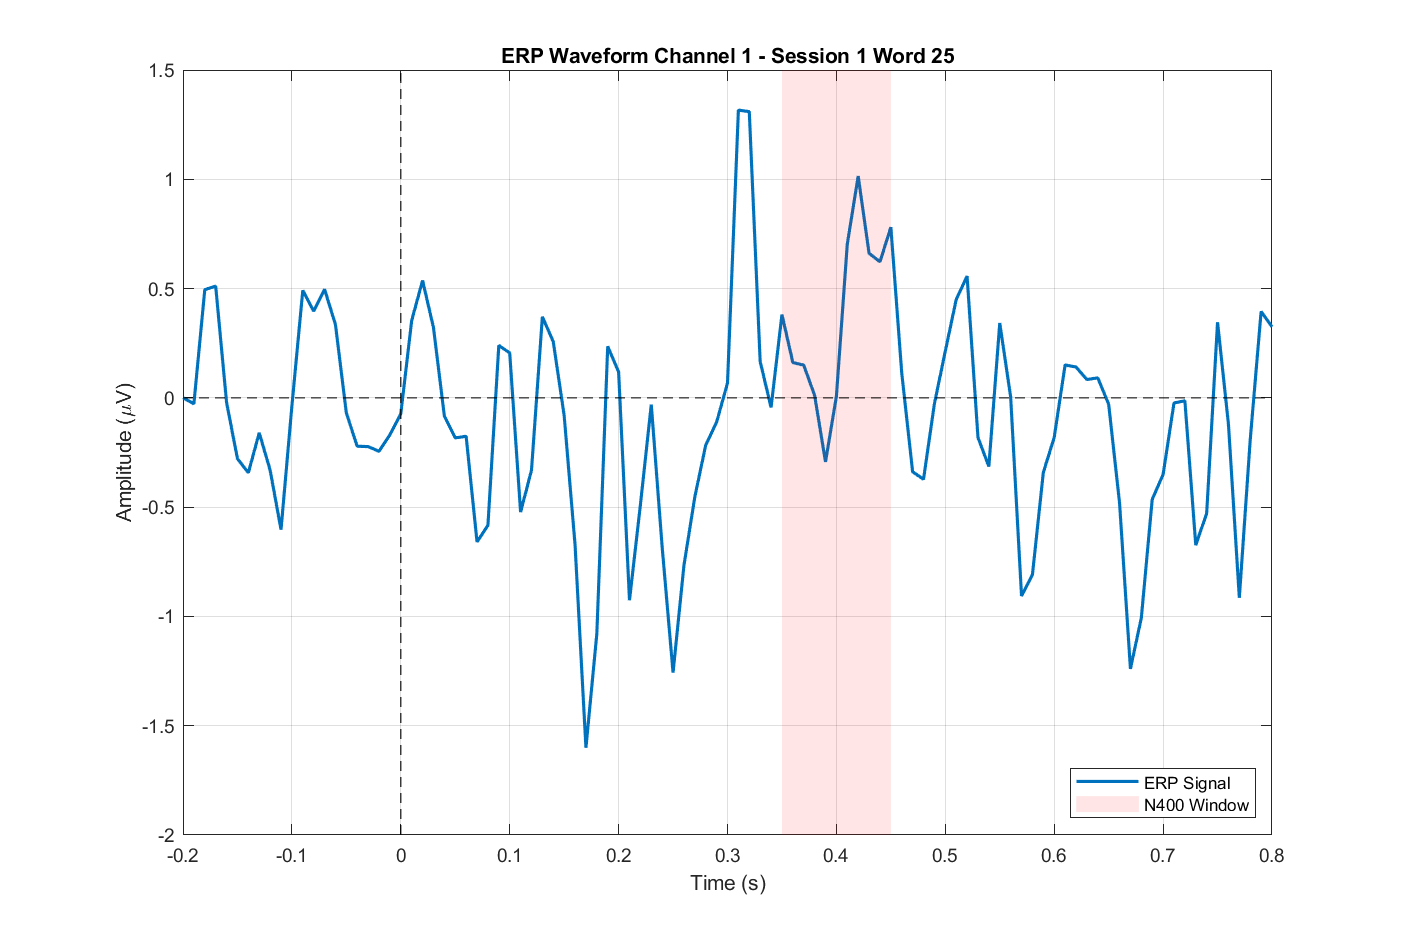 ERP Waveform Channel 1 - Session 1 Word 25
1.5
1
0.5
0
-0.5
-1
-1.5
-2
Amplitude (μV)
-0.2 -0.1 0 0.1 0.2 0.3 0.4 0.5 0.6 0.7 0.8
Time (s)
ERP Signal
N400 Window